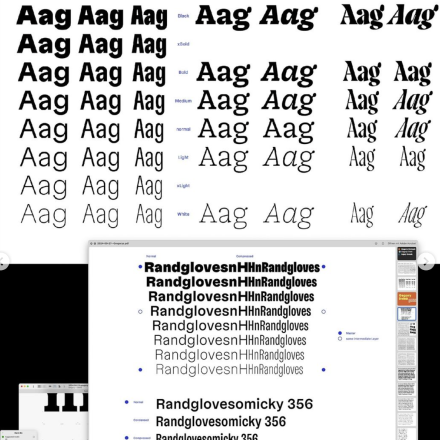 Aag Aag Aag Black Aag Aag Aag Aag
Aag Aag Aag xBold
Aag Aag Aag Bold Aag Aag Aag Aag
Aag Aag Aag Medium Aag Aag Aag Aag
Aag Aag Aag normal Aag Aag Aag Aag
Aag Aag Aag Light Aag Aag Aag Aag
Aag Aag Aag xLight
Aag Aag Aag White Aag Aag Aag Aag
RandglovesnHHnRandgloves
RandglovesnHHnRandgloves
RandglovesnHHnRandgloves
RandglovesnHHnRandgloves
RandglovesnHHnRandgloves
RandglovesnHHnRandgloves
RandglovesnHHnRandgloves
RandglovesnHHnRandgloves
Randglovesomicky 356
Randglovesomicky 356
Randglovesomicky 356